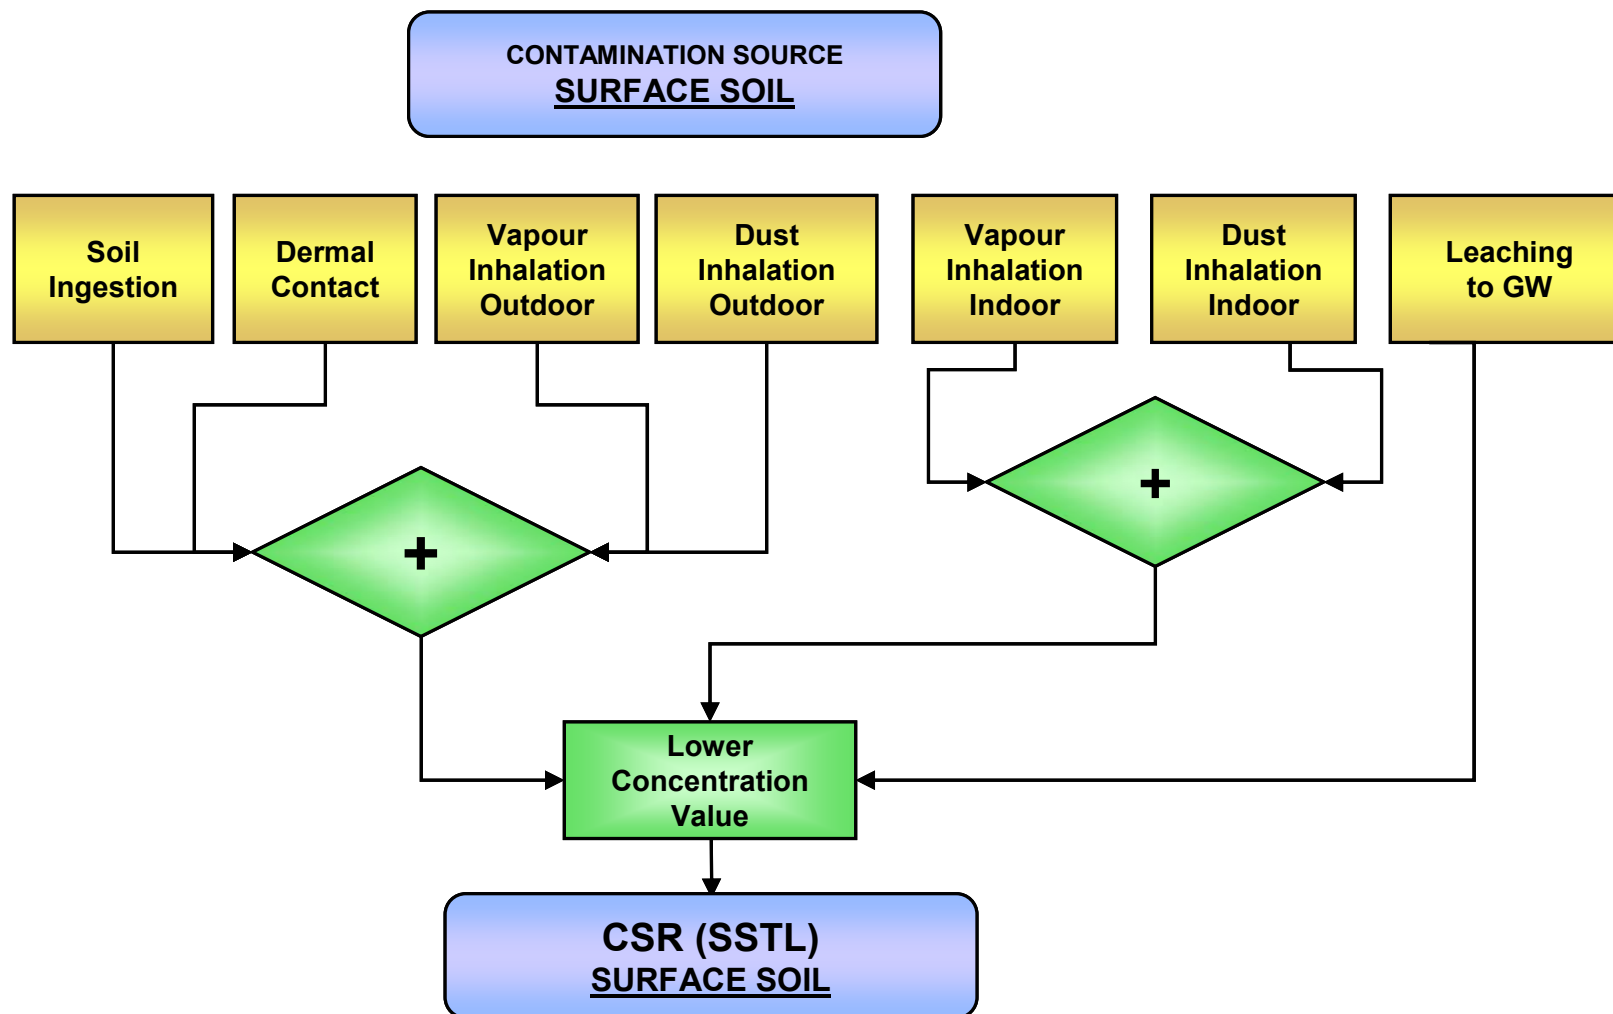 CONTAMINATION SOURCE
SURFACE SOIL
Soil
Ingestion
Dermal
Contact
Vapour
Inhalation
Outdoor
Dust
Inhalation
Outdoor
Vapour
Inhalation
Indoor
Dust
Inhalation
Indoor
Leaching
to GW
+
+
Lower
Concentration
Value
CSR (SSTL)
SURFACE SOIL